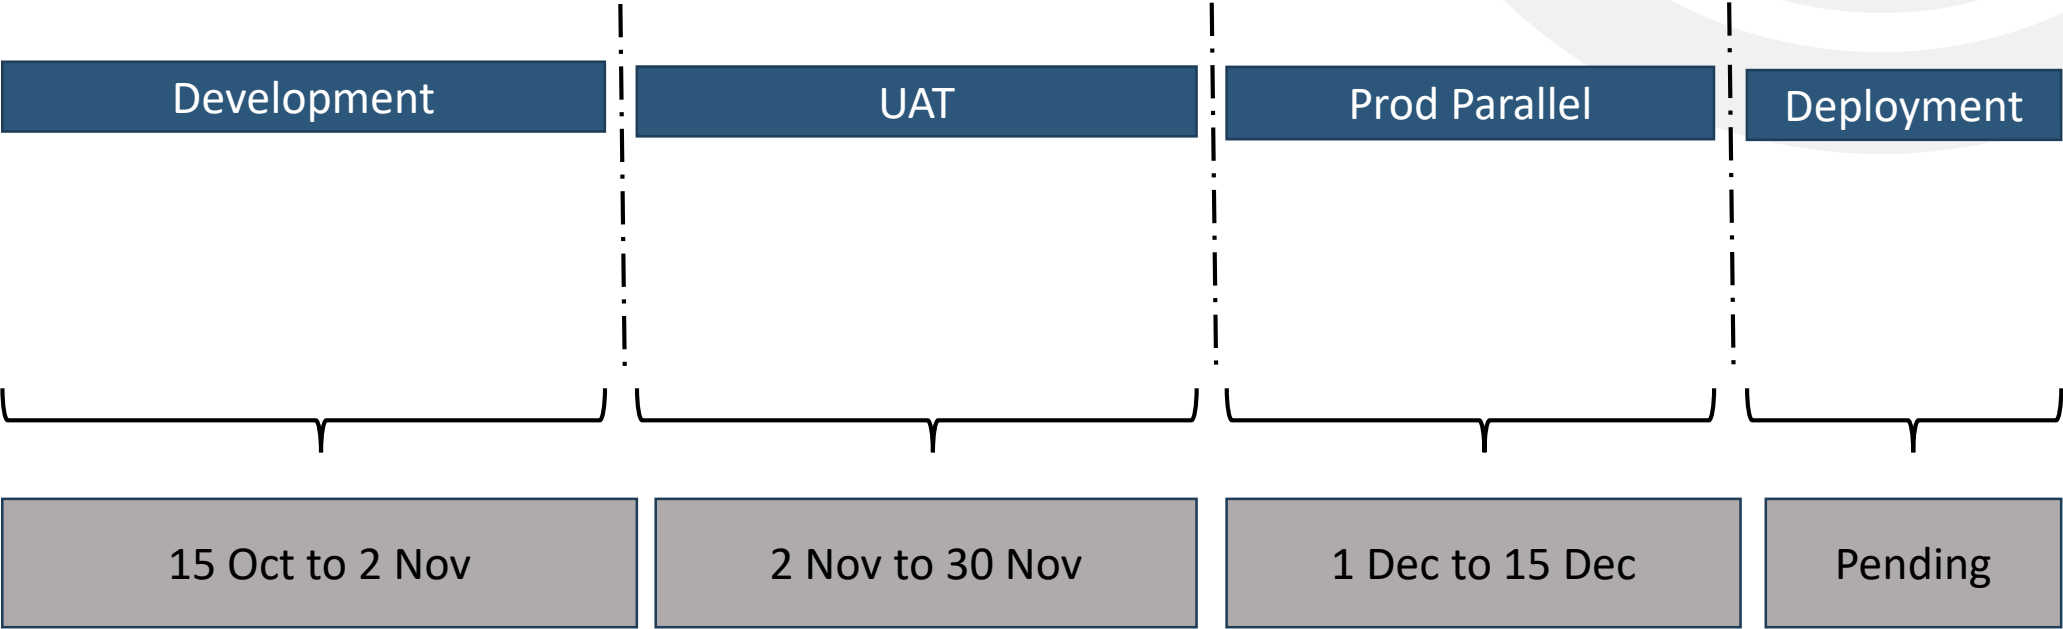 Development
UAT
Prod Parallel
Deployment
15 Oct to 2 Nov
2 Nov to 30 Nov
1 Dec to 15 Dec
Pending